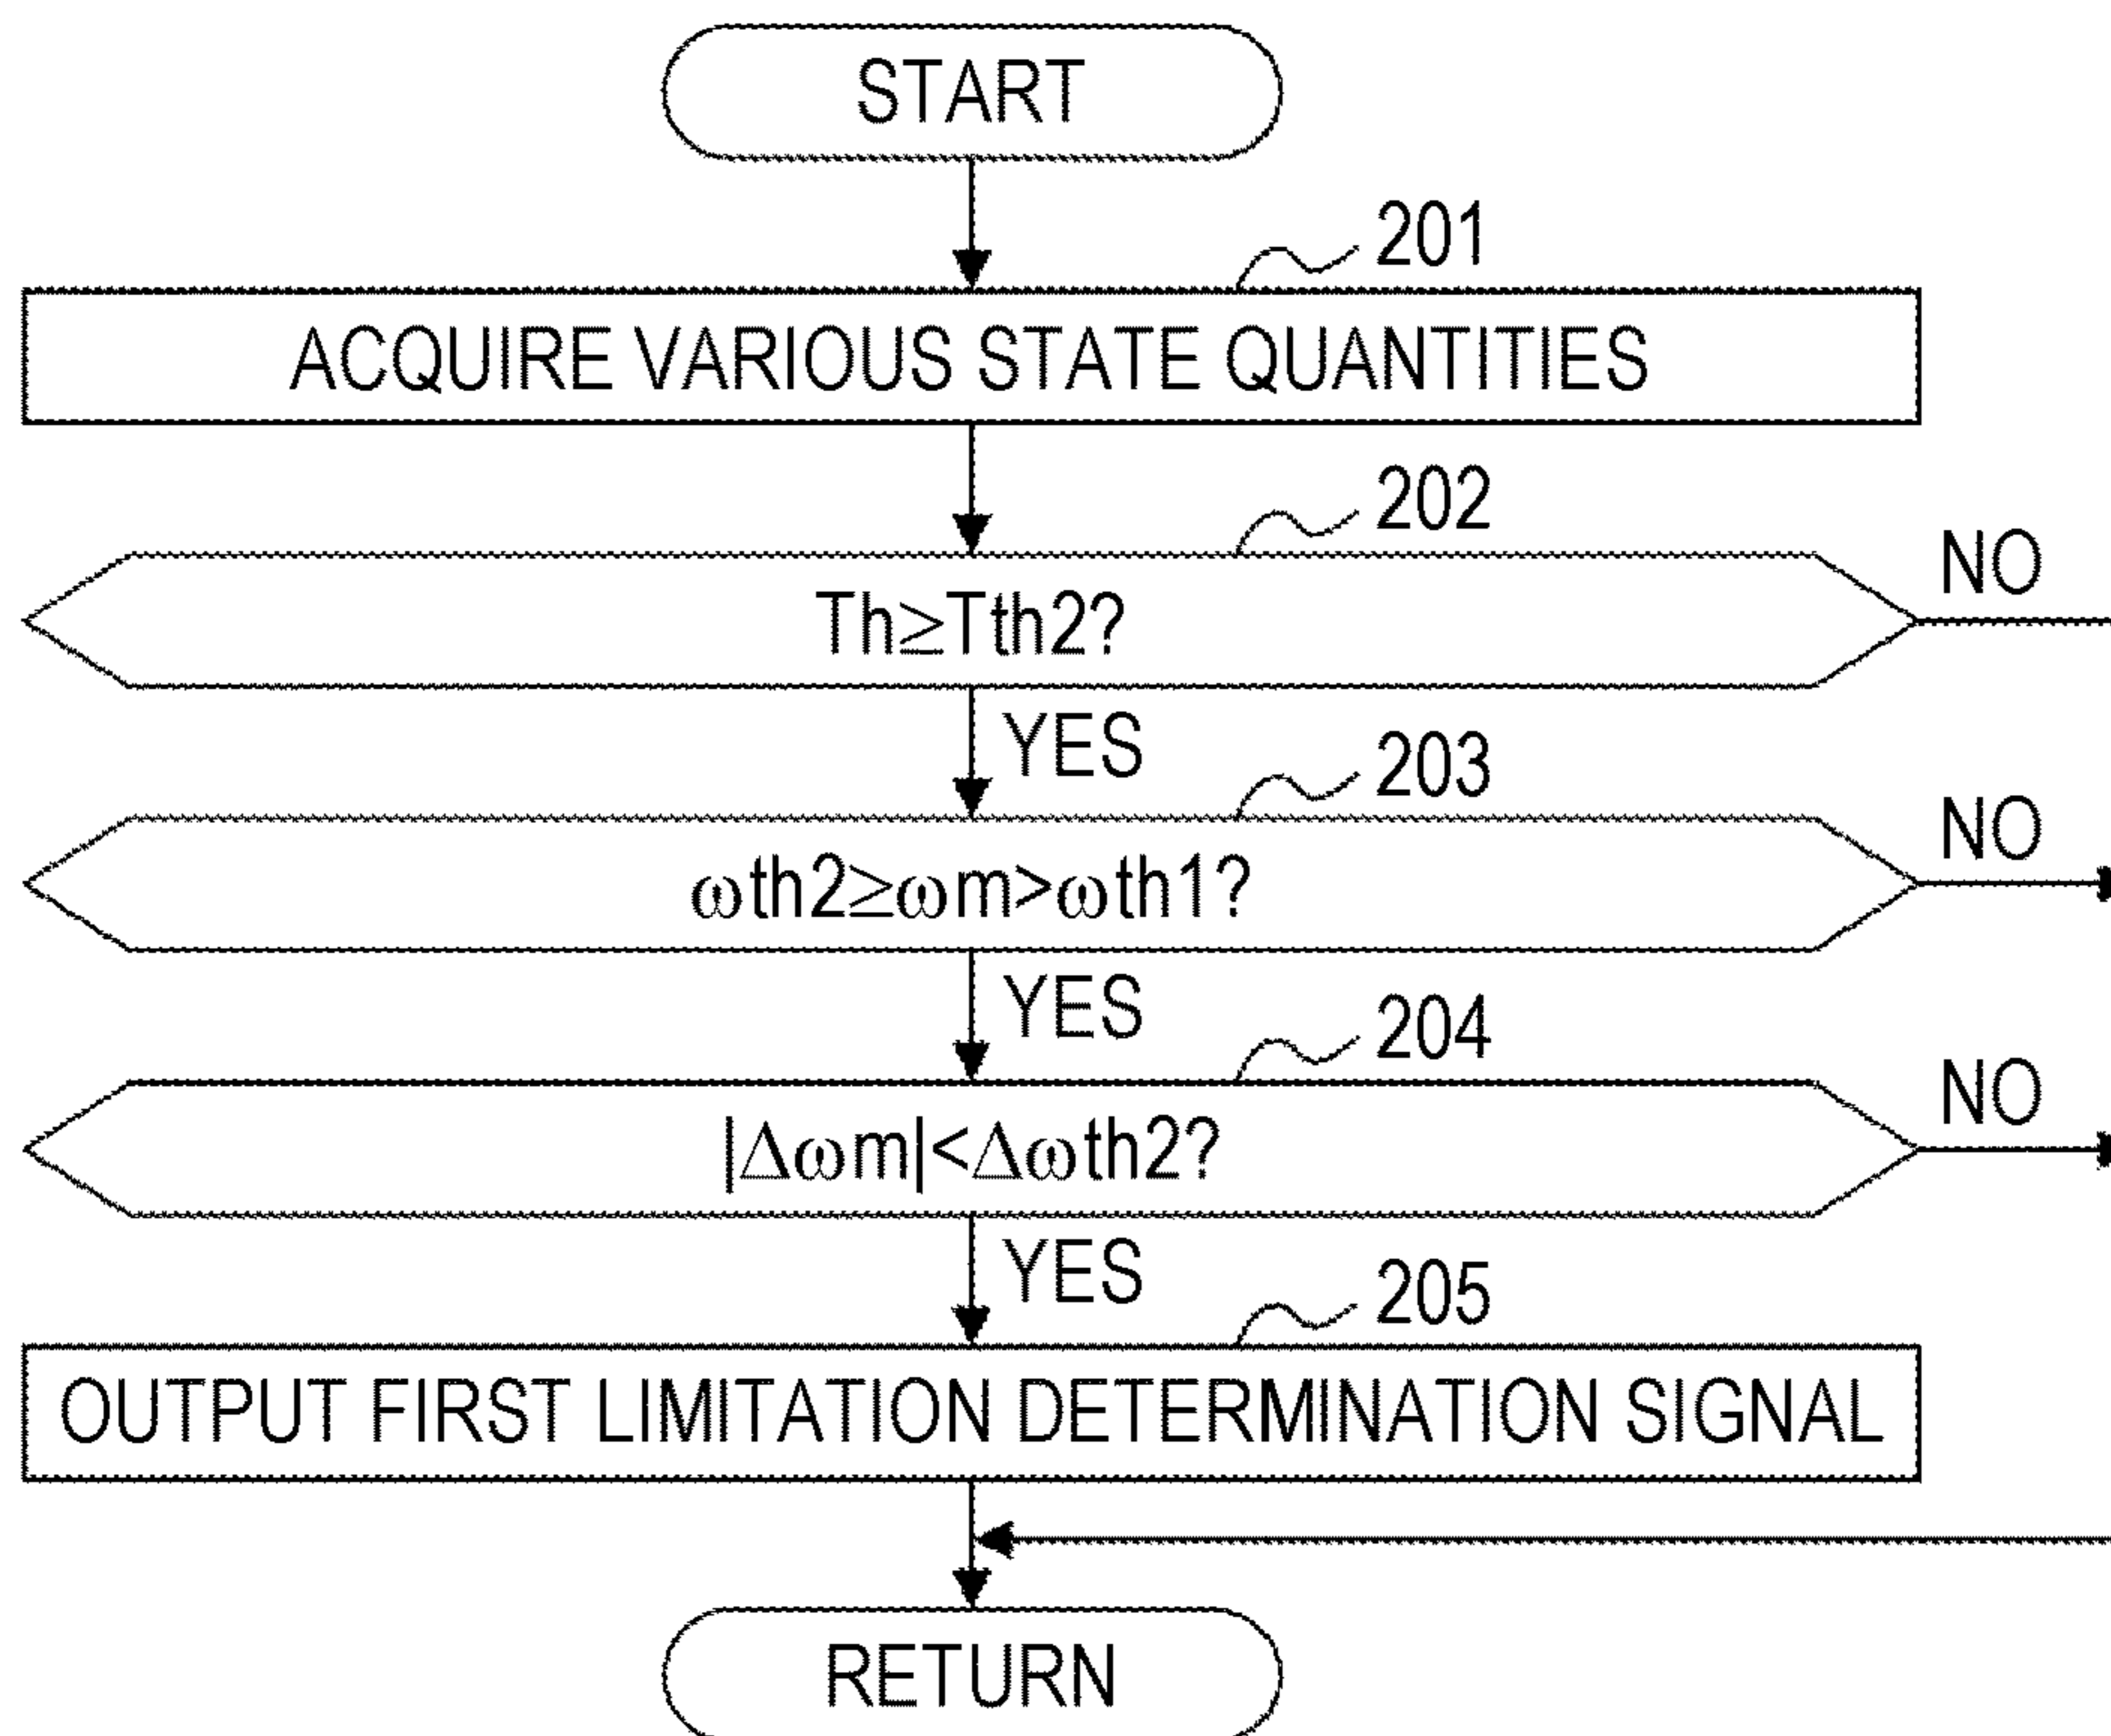 START
201
ACQUIRE VARIOUS STATE QUANTITIES
202
Th≥Tth2?
NO
YES
203
ωth2≥ωm>ωth1?
NO
YES
204
|Δωm|<Δωth2?
NO
YES
205
OUTPUT FIRST LIMITATION DETERMINATION SIGNAL
RETURN